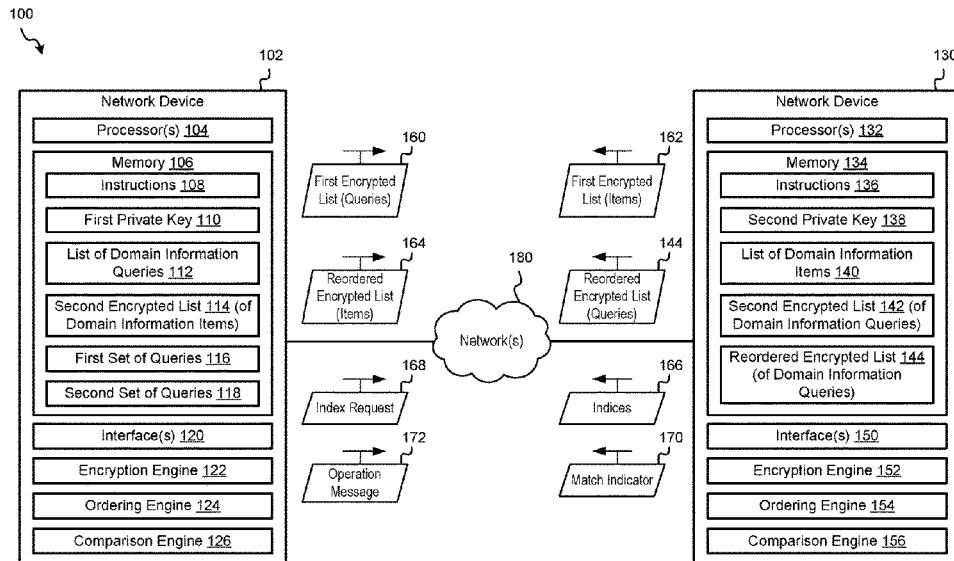 100
102
Network Device
Processor(s) 104
Memory 106
Instructions 108
First Private Key 110
List of Domain Information
Queries 112
Second Encrypted List 114 (of
Domain Information Items)
First Set of Queries 116
Second Set of Queries 118
Interface(s) 120
Encryption Engine 122
Ordering Engine 124
Comparison Engine 126
160
First Encrypted
List (Queries)
162
First Encrypted
List (Items)
164
Reordered
Encrypted List
(Items)
144
Reordered
Encrypted List
(Queries)
180
Network(s)
168
Index Request
166
Indices
172
Operation
Message
170
Match Indicator
130
Network Device
Processor(s) 132
Memory 134
Instructions 136
Second Private Key 138
List of Domain Information
Items 140
Second Encrypted List 142 (of
Domain Information Queries)
Reordered Encrypted List 144
(of Domain Information
Queries)
Interface(s) 150
Encryption Engine 152
Ordering Engine 154
Comparison Engine 156